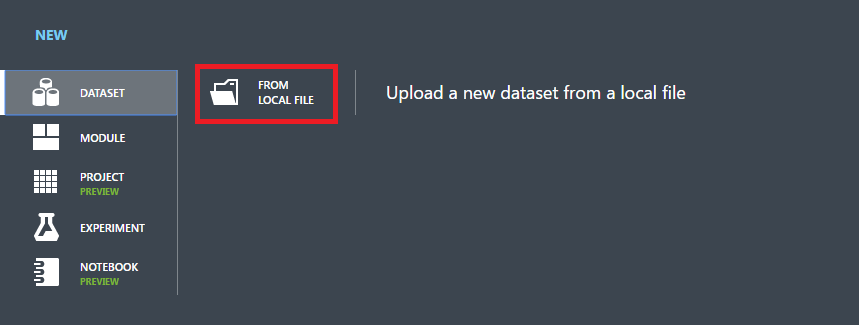 NEW
DATASET
MODULE
PROJECT
PREVIEW
EXPERIMENT
NOTEBOOK
PREVIEW
FROM
LOCAL FILE
Upload a new dataset from a local file